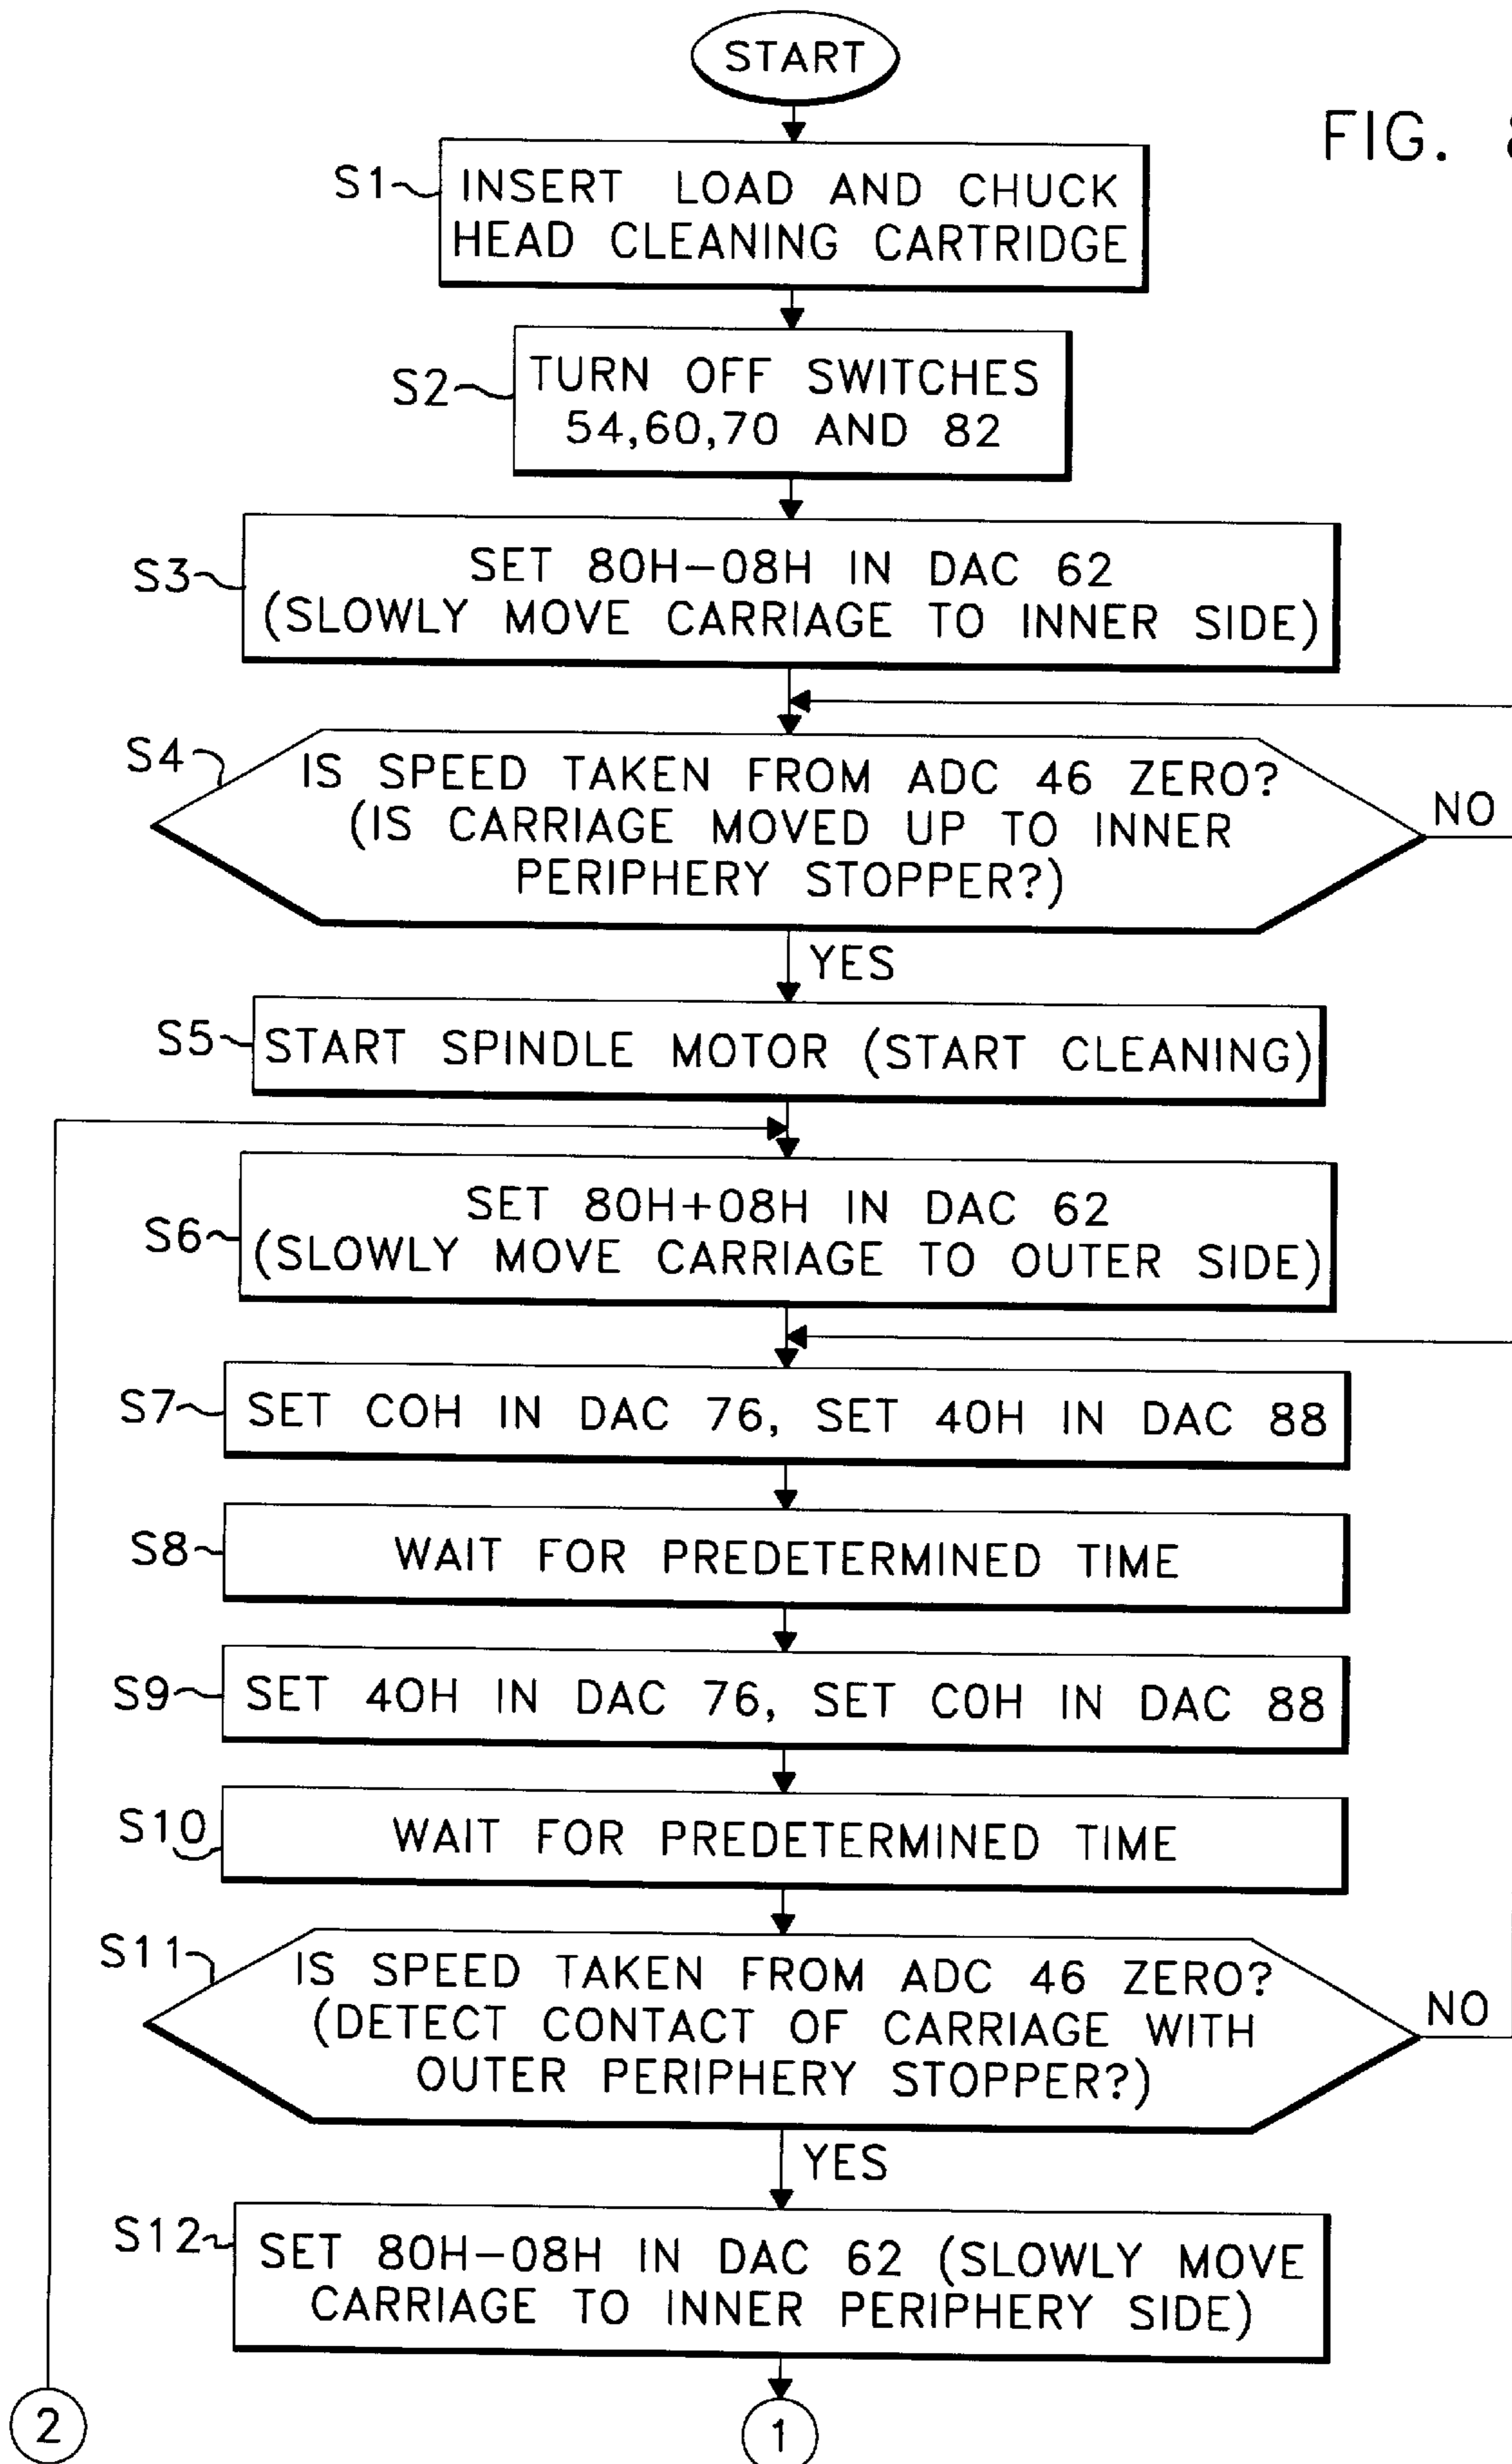 START
FIG. 8
S1
INSERT LOAD AND CHUCK
HEAD CLEANING CARTRIDGE
S2
TURN OFF SWITCHES
54,60,70 AND 82
S3
SET 80H-08H IN DAC 62
(SLOWLY MOVE CARRIAGE TO INNER SIDE)
S4
IS SPEED TAKEN FROM ADC 46 ZERO?
(IS CARRIAGE MOVED UP TO INNER
PERIPHERY STOPPER?)
NO
YES
S5
START SPINDLE MOTOR (START CLEANING)
S6
SET 80H+08H IN DAC 62
(SLOWLY MOVE CARRIAGE TO OUTER SIDE)
S7
SET COH IN DAC 76, SET 40H IN DAC 88
S8
WAIT FOR PREDETERMINED TIME
S9
SET 40H IN DAC 76, SET COH IN DAC 88
S10
WAIT FOR PREDETERMINED TIME
S11
IS SPEED TAKEN FROM ADC 46 ZERO?
(DETECT CONTACT OF CARRIAGE WITH
OUTER PERIPHERY STOPPER?)
NO
YES
S12
SET 80H-08H IN DAC 62 (SLOWLY MOVE
CARRIAGE TO INNER PERIPHERY SIDE)
2
1